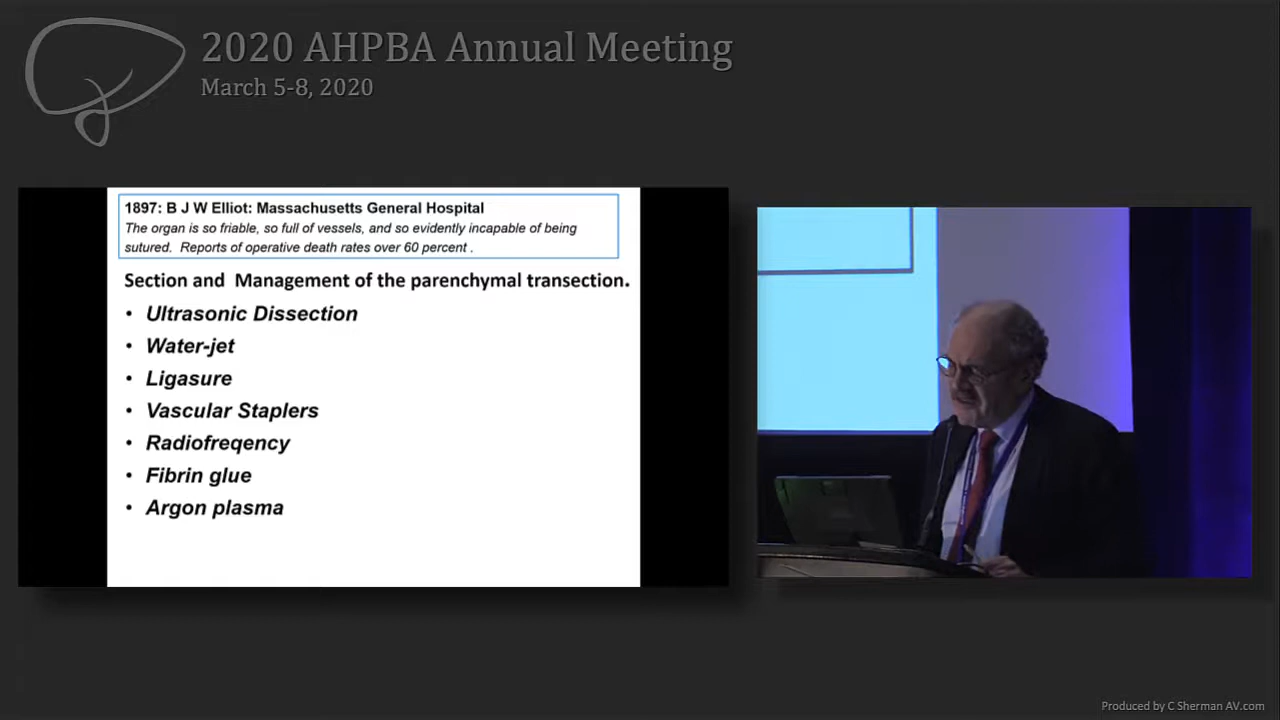 2020 AHPBA Annual Meeting
March 5-8, 2020
1897: B J W Elliot: Massachusetts General Hospital
The organ is so friable, so full of vessels, and so evidently incapable of being
sutured. Reports of operative death rates over 60 percent .
Section and Management of the parenchymal transection.
• Ultrasonic Dissection
• Water-jet
• Ligasure
• Vascular Staplers
• Radiofreqency
• Fibrin glue
• Argon plasma
Produced by C Sherman AV.com